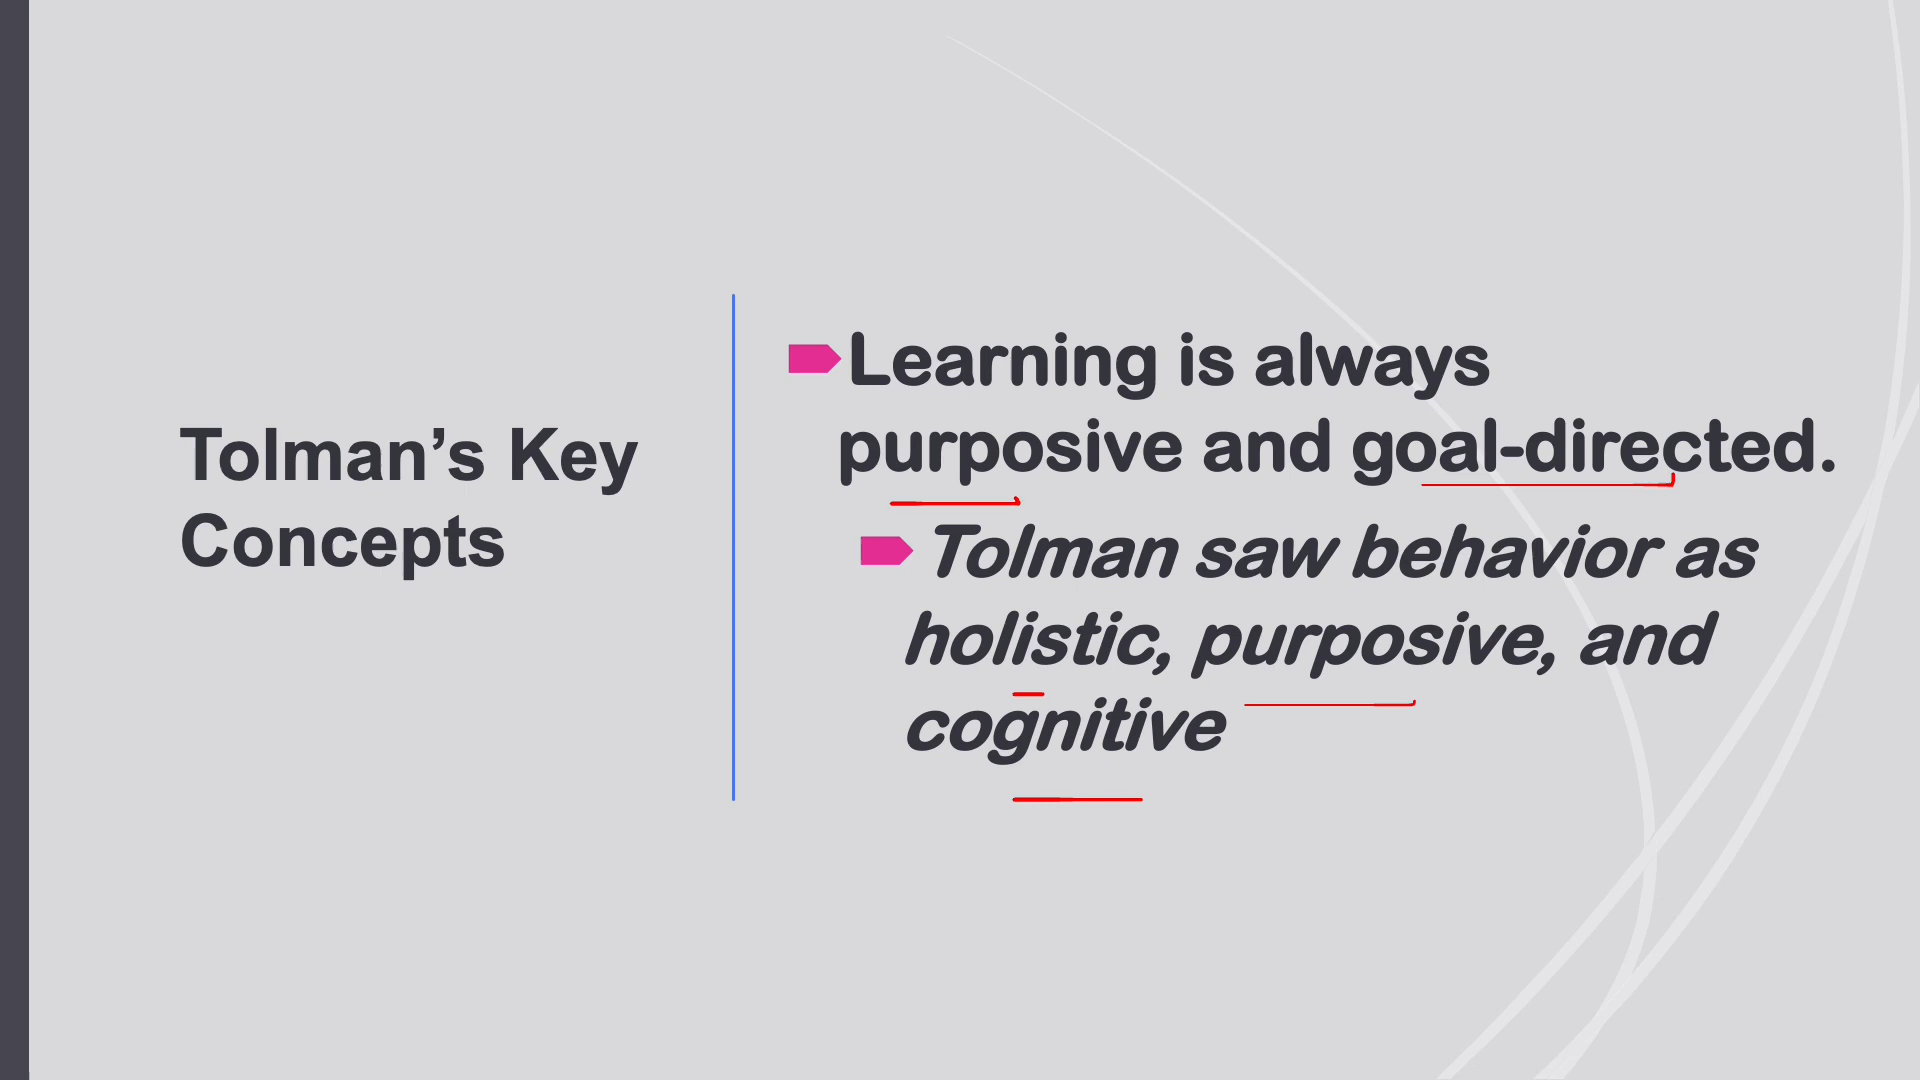 Tolman’s Key
Concepts
Learning is always
purposive and goal-directed.
Tolman saw behavior as
holistic, purposive, and
cognitive